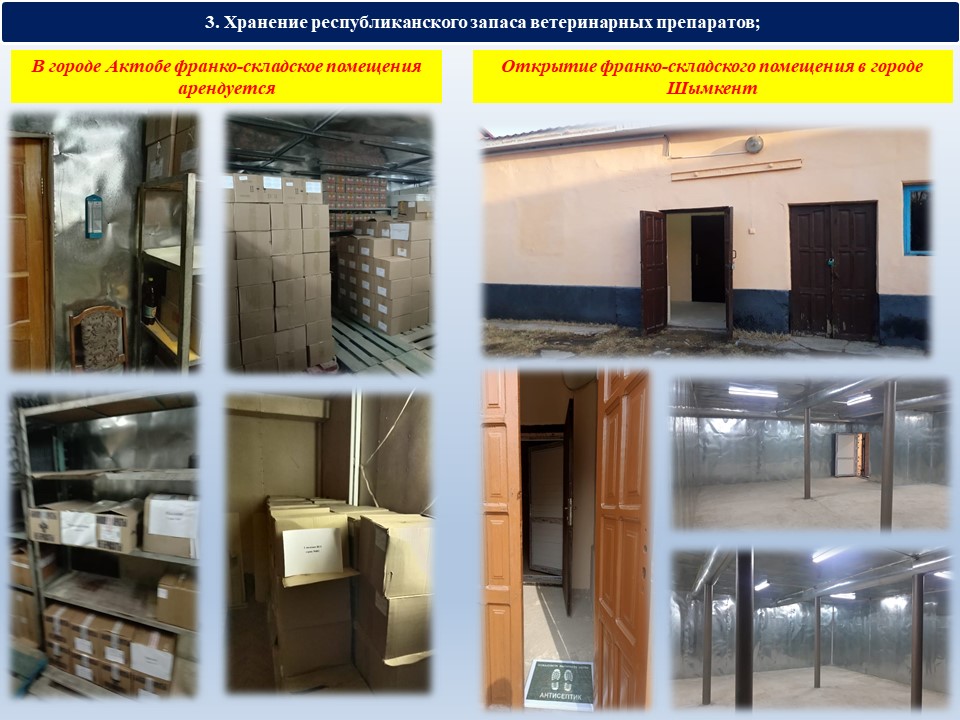 3. Хранение республиканского запаса ветеринарных препаратов;
В городе Актобе франко-складское помещения
арендуется
Открытие франко-складского помещения в городе
Шымкент
АНТИСЕПТИК